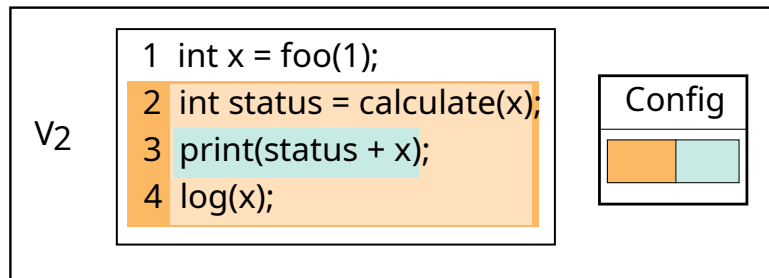 V2
1 int x = foo(1);
2 int status = calculate(x);
3 print(status + x);
4 log(x);
Config